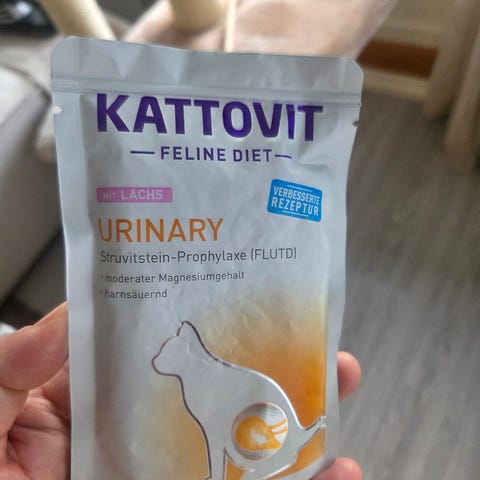 KATTOVIT
FELINE DIET
MIT LACHS
VERBESSERTE
REZEPTUR
URINARY
Struvitstein-Prophylaxe (FLUTD)
moderater Magnesiumgehalt
harnsäuernd